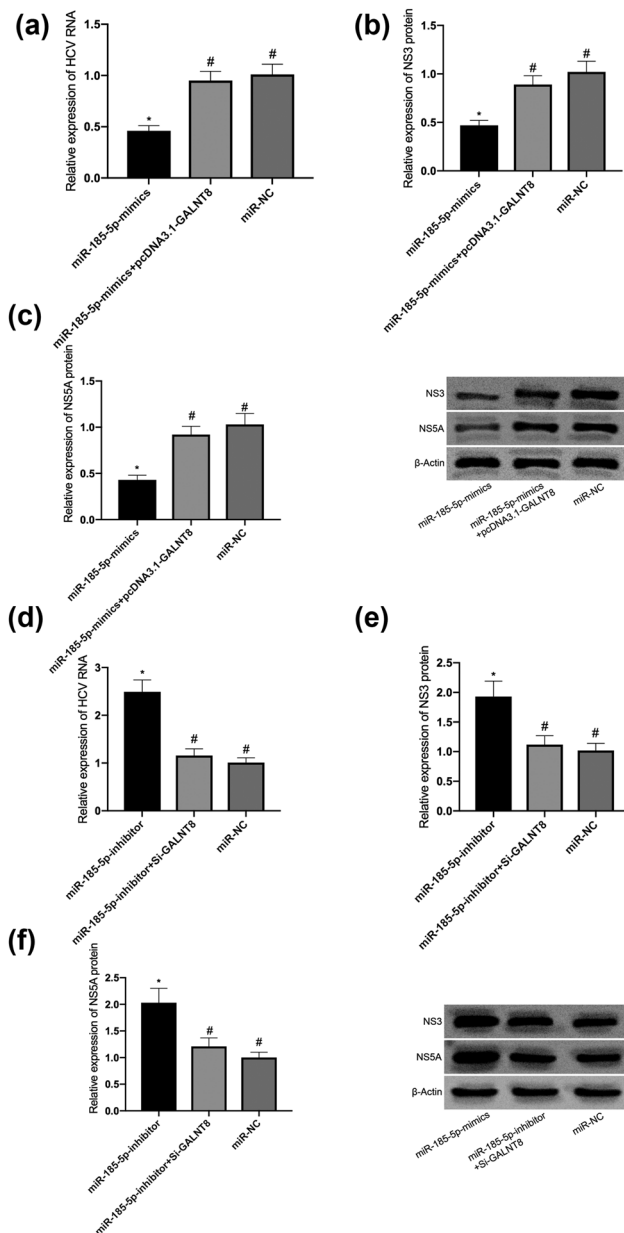 (a)
Relative expression of HCV RNA
1.5
1.0
0.5
0.0
*
#
#
miR-185-5p-mimics
miR-185-5p-mimics+pcDNA3.1-GALNT8
miR-NC
(b)
Relative expression of NS3 protein
1.5
1.0
0.5
0.0
*
#
#
miR-185-5p-mimics
miR-185-5p-mimics+pcDNA3.1-GALNT8
miR-NC
(c)
Relative expression of NS5A protein
1.5
1.0
0.5
0.0
*
#
#
miR-185-5p-mimics
miR-185-5p-mimics+pcDNA3.1-GALNT8
miR-NC
NS3
NS5A
β-Actin
miR-185-5p-mimics
miR-185-5p-mimics
+pcDNA3.1-GALNT8
miR-NC
(d)
Relative expression of HCV RNA
3
2
1
0
*
#
#
miR-185-5p-inhibitor
miR-185-5p-inhibitor+Si-GALNT8
miR-NC
(e)
Relative expression of NS3 protein
2.5
2.0
1.5
1.0
0.5
0.0
*
#
#
miR-185-5p-inhibitor
miR-185-5p-inhibitor+Si-GALNT8
miR-NC
(f)
Relative expression of NS5A protein
2.5
2.0
1.5
1.0
0.5
0.0
*
#
#
miR-185-5p-inhibitor
miR-185-5p-inhibitor+Si-GALNT8
miR-NC
NS3
NS5A
β-Actin
miR-185-5p-mimics
miR-185-5p-inhibitor
+Si-GALNT8
miR-NC